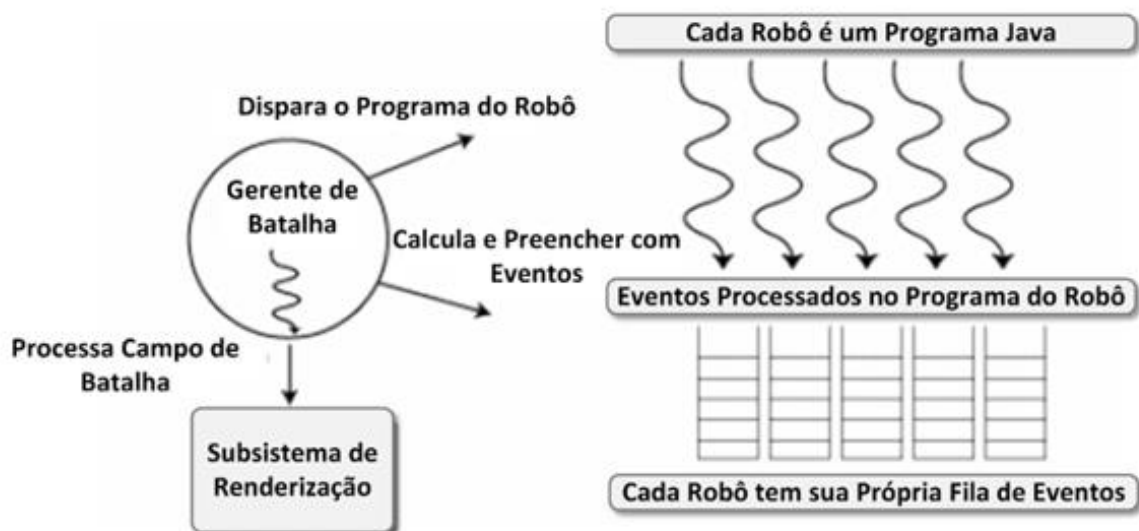 Cada Robô é um Programa Java
Dispara o Programa do Robô
Gerente de
Batalha
Calcula e Preencher com
Eventos
Eventos Processados no Programa do Robô
Processa Campo de
Batalha
Subsistema de
Renderização
Cada Robô tem sua Própria Fila de Eventos